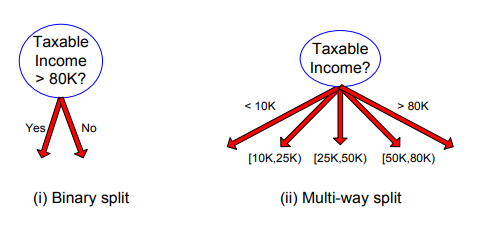 Taxable
Income
> 80K?
Yes
No
(i) Binary split
Taxable
Income?
< 10K
> 80K
[10K,25K)
[25K,50K)
[50K,80K)
(ii) Multi-way split